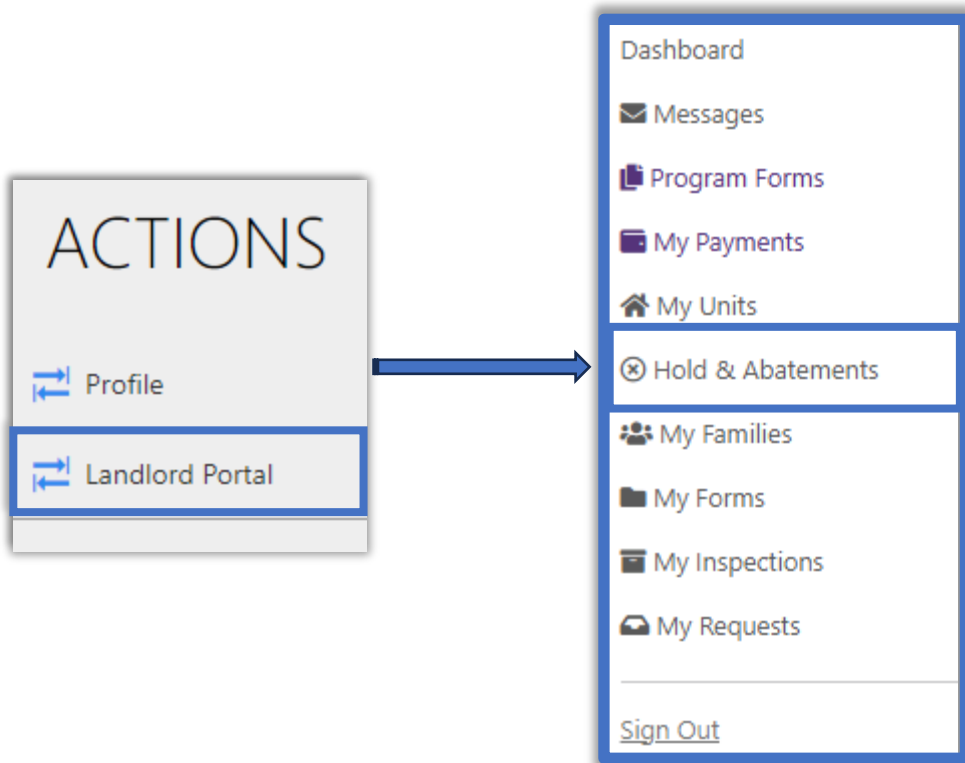 ACTIONS
Profile
Landlord Portal
Dashboard
Messages
Program Forms
My Payments
My Units
Hold & Abatements
My Families
My Forms
My Inspections
My Requests
Sign Out